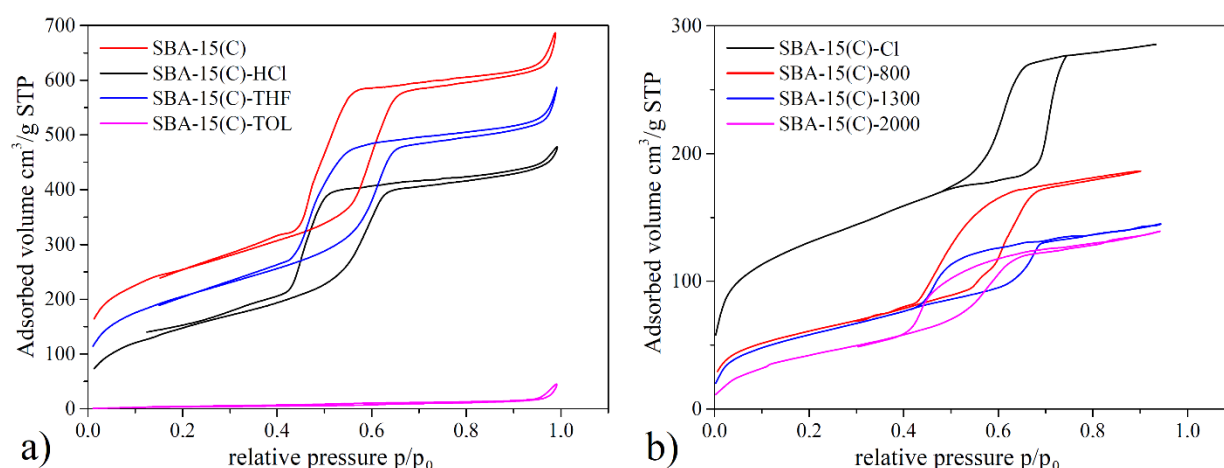 700
600
500
400
300
200
100
0
Adsorbed volume cm³/g STP
SBA-15(C)
SBA-15(C)-HCl
SBA-15(C)-THF
SBA-15(C)-TOL
0.0 0.2 0.4 0.6 0.8 1.0
relative pressure p/p₀
a)
300
200
100
0
Adsorbed volume cm³/g STP
SBA-15(C)-Cl
SBA-15(C)-800
SBA-15(C)-1300
SBA-15(C)-2000
0.0 0.2 0.4 0.6 0.8 1.0
relative pressure p/p₀
b)